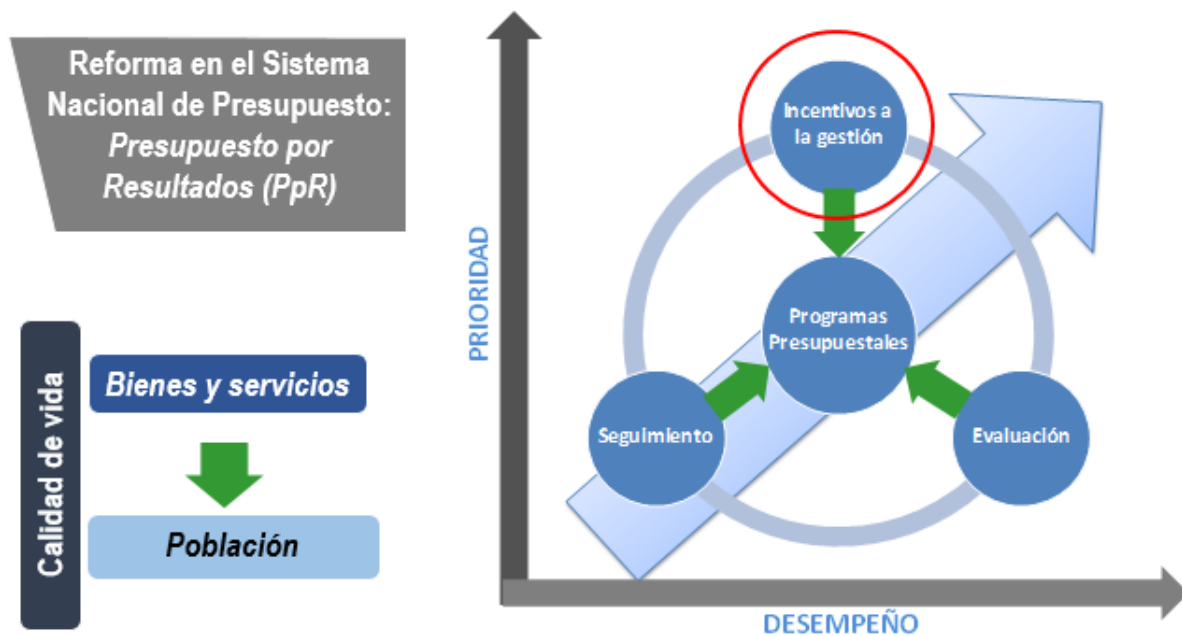 Reforma en el Sistema
Nacional de Presupuesto:
Presupuesto por
Resultados (PpR)
Calidad de vida
Bienes y servicios
Población
PRIORIDAD
Incentivos a
la gestión
Programas
Presupuestales
Seguimiento
Evaluación
DESEMPEÑO